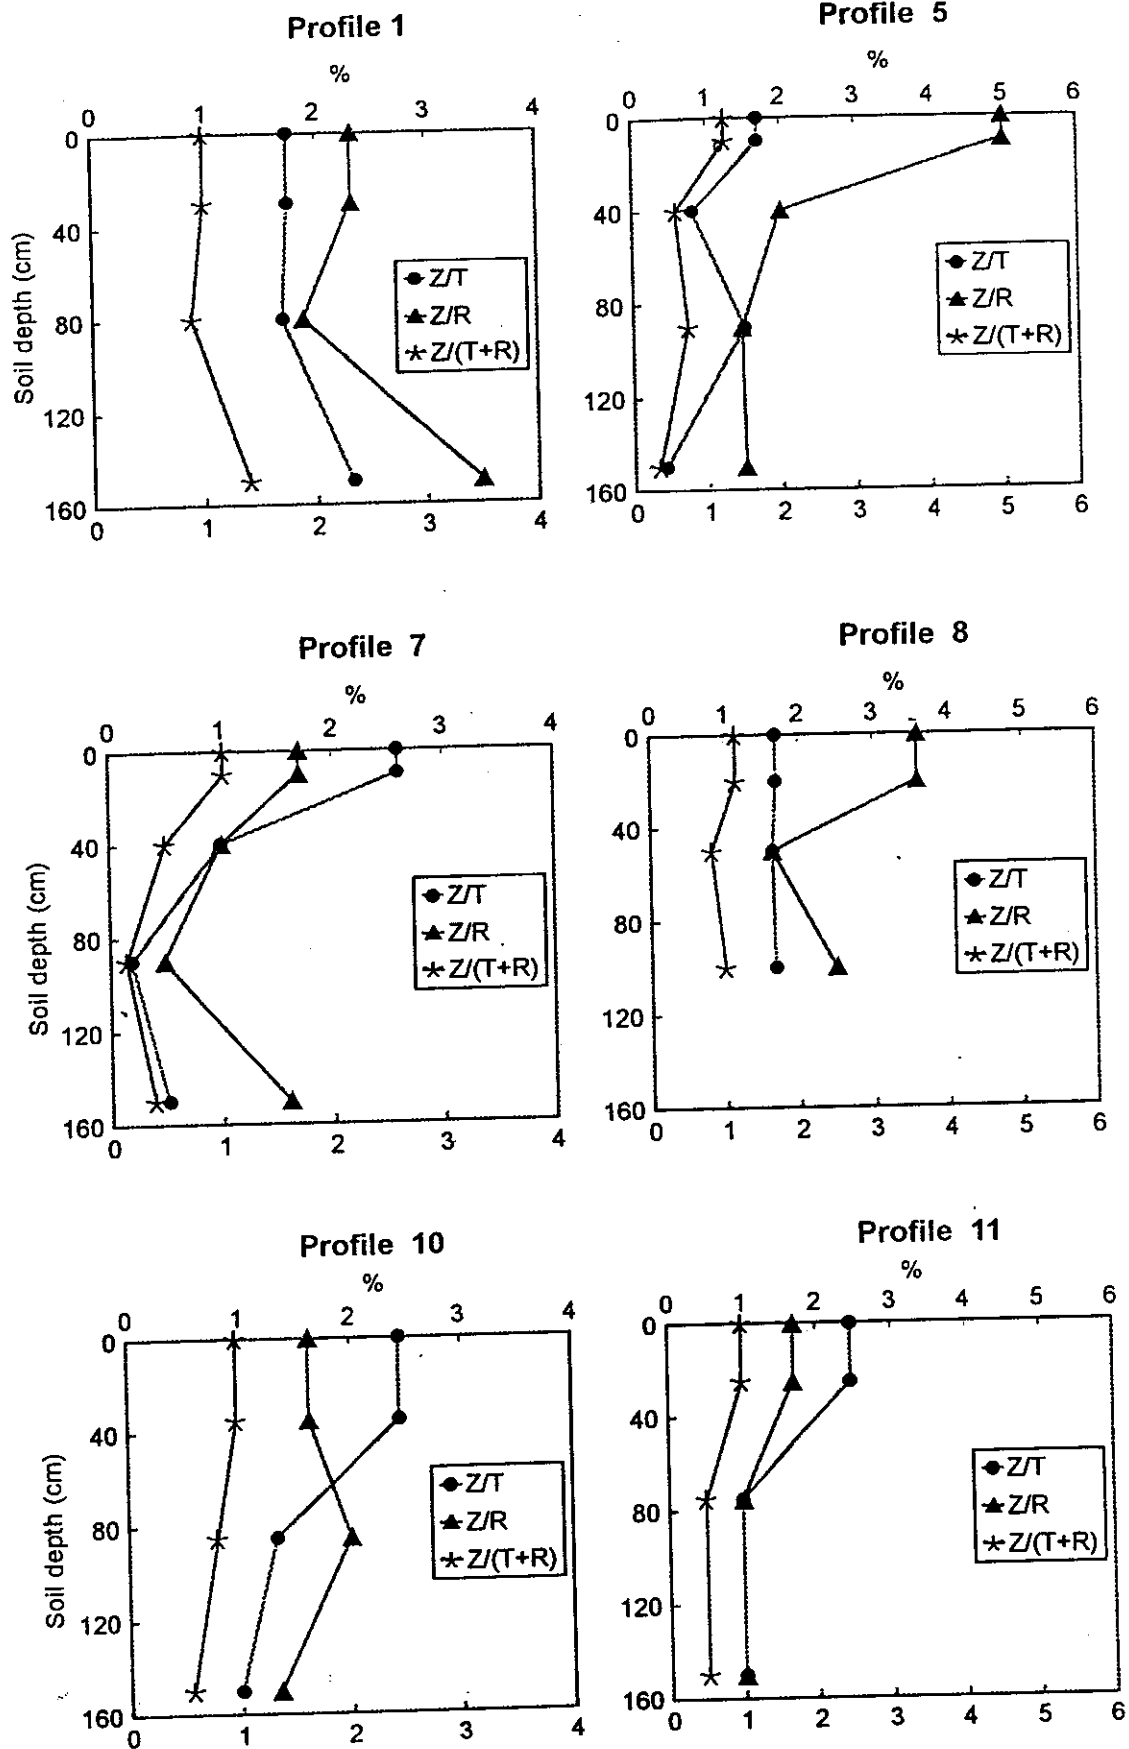 Profile 1
%
0 1 2 3 4
0
40
80
120
160
Soil depth (cm)
Z/T
Z/R
Z/(T+R)
0 1 2 3 4
Profile 5
%
0 1 2 3 4 5 6
0
40
80
120
160
Z/T
Z/R
Z/(T+R)
0 1 2 3 4 5 6
Profile 7
%
0 1 2 3 4
0
40
80
120
160
Soil depth (cm)
Z/T
Z/R
Z/(T+R)
0 1 2 3 4
Profile 8
%
0 1 2 3 4 5 6
0
40
80
120
160
Z/T
Z/R
Z/(T+R)
0 1 2 3 4 5 6
Profile 10
%
0 1 2 3 4
0
40
80
120
160
Soil depth (cm)
Z/T
Z/R
Z/(T+R)
0 1 2 3 4
Profile 11
%
0 1 2 3 4 5 6
0
40
80
120
160
Z/T
Z/R
Z/(T+R)
0 1 2 3 4 5 6